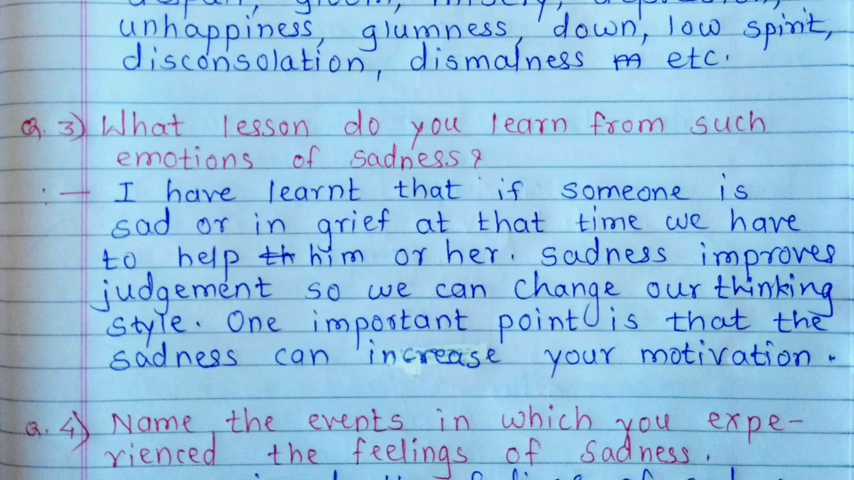 unhappiness, glumness, down, low spirit,
disconsolation, dismalness m etc.
Q. 3) What lesson do you learn from such
emotions of sadness?
:— I have learnt that if someone is
sad or in grief at that time we have
to help th him or her. sadness improves
judgement so we can change our thinking
style. One important point is that the
sadness can increase your motivation.
Q. 4) Name the events in which you expe-
rienced the feelings of sadness.